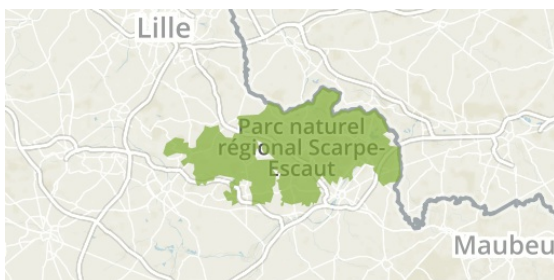 Lille
Parc naturel
régional Scarpe-
Escaut
Maubeu